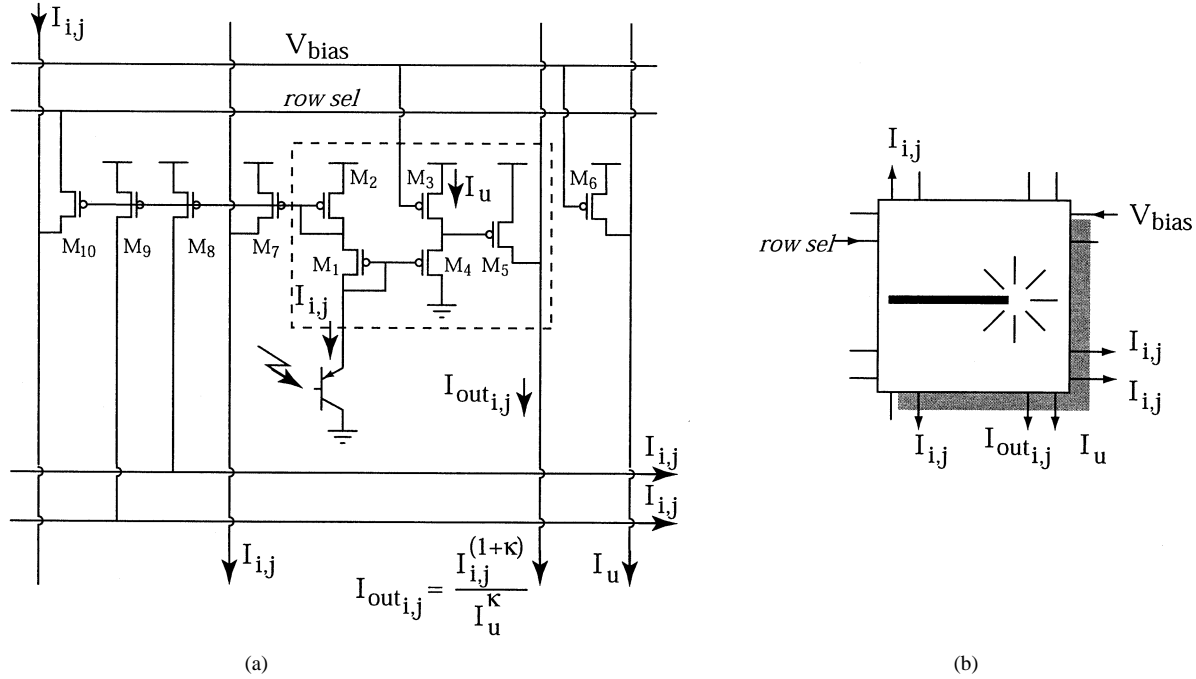 I_{i,j}
V_{bias}
row sel
M_2
M_3
I_u
M_6
M_{10}
M_9
M_8
M_7
M_1
M_4
M_5
I_{i,j}
I_{out_{i,j}}
I_{i,j}
I_{i,j}
I_{i,j}
I_{out_{i,j}} = \frac{I_{i,j}^{(1+κ)}}{I_u^κ}
I_u
(a)
I_{i,j}
V_{bias}
row sel
I_{i,j}
I_{i,j}
I_{i,j}
I_{out_{i,j}}
I_u
(b)